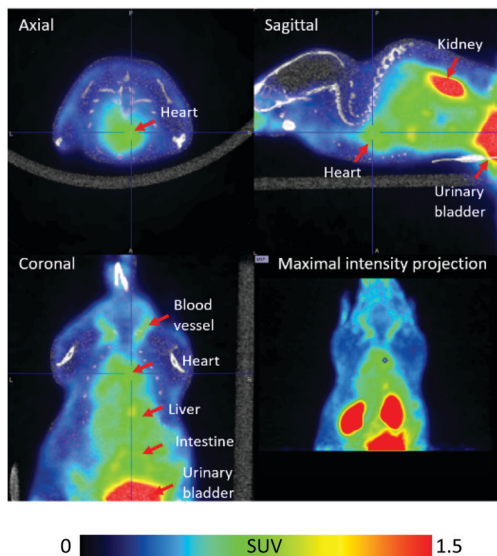 Axial
Heart
Sagittal
Kidney
Heart
Urinary
bladder
Coronal
Blood
vessel
Heart
Liver
Intestine
Urinary
bladder
Maximal intensity projection
0
SUV
1.5